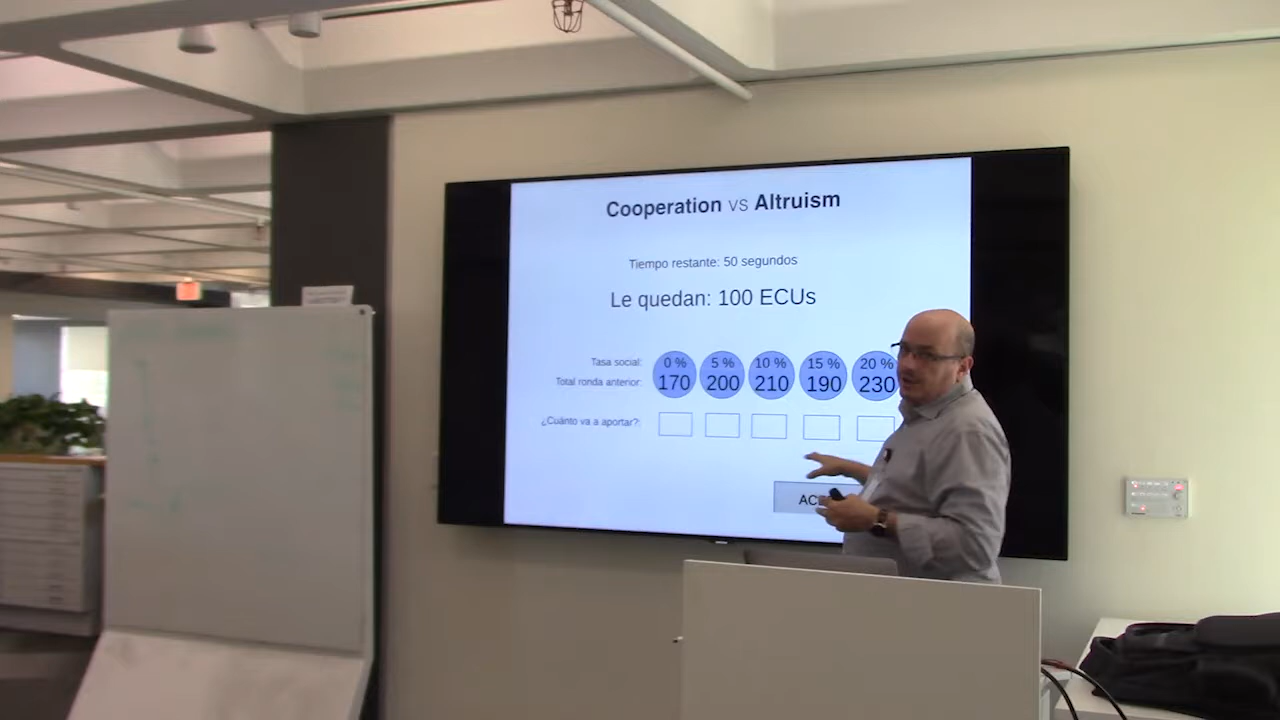 Cooperation vs Altruism
Tiempo restante: 50 segundos
Le quedan: 100 ECUs
Tasa social: 0 % 5 % 10 % 15 % 20 %
Total ronda anterior: 170 200 210 190 230
¿Cuánto va a aportar?: